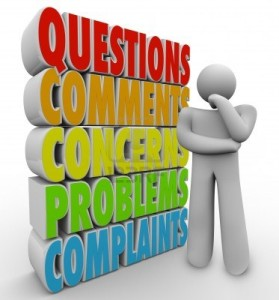 QUESTIONS
COMMENTS
CONCERNS
PROBLEMS
COMPLAINTS